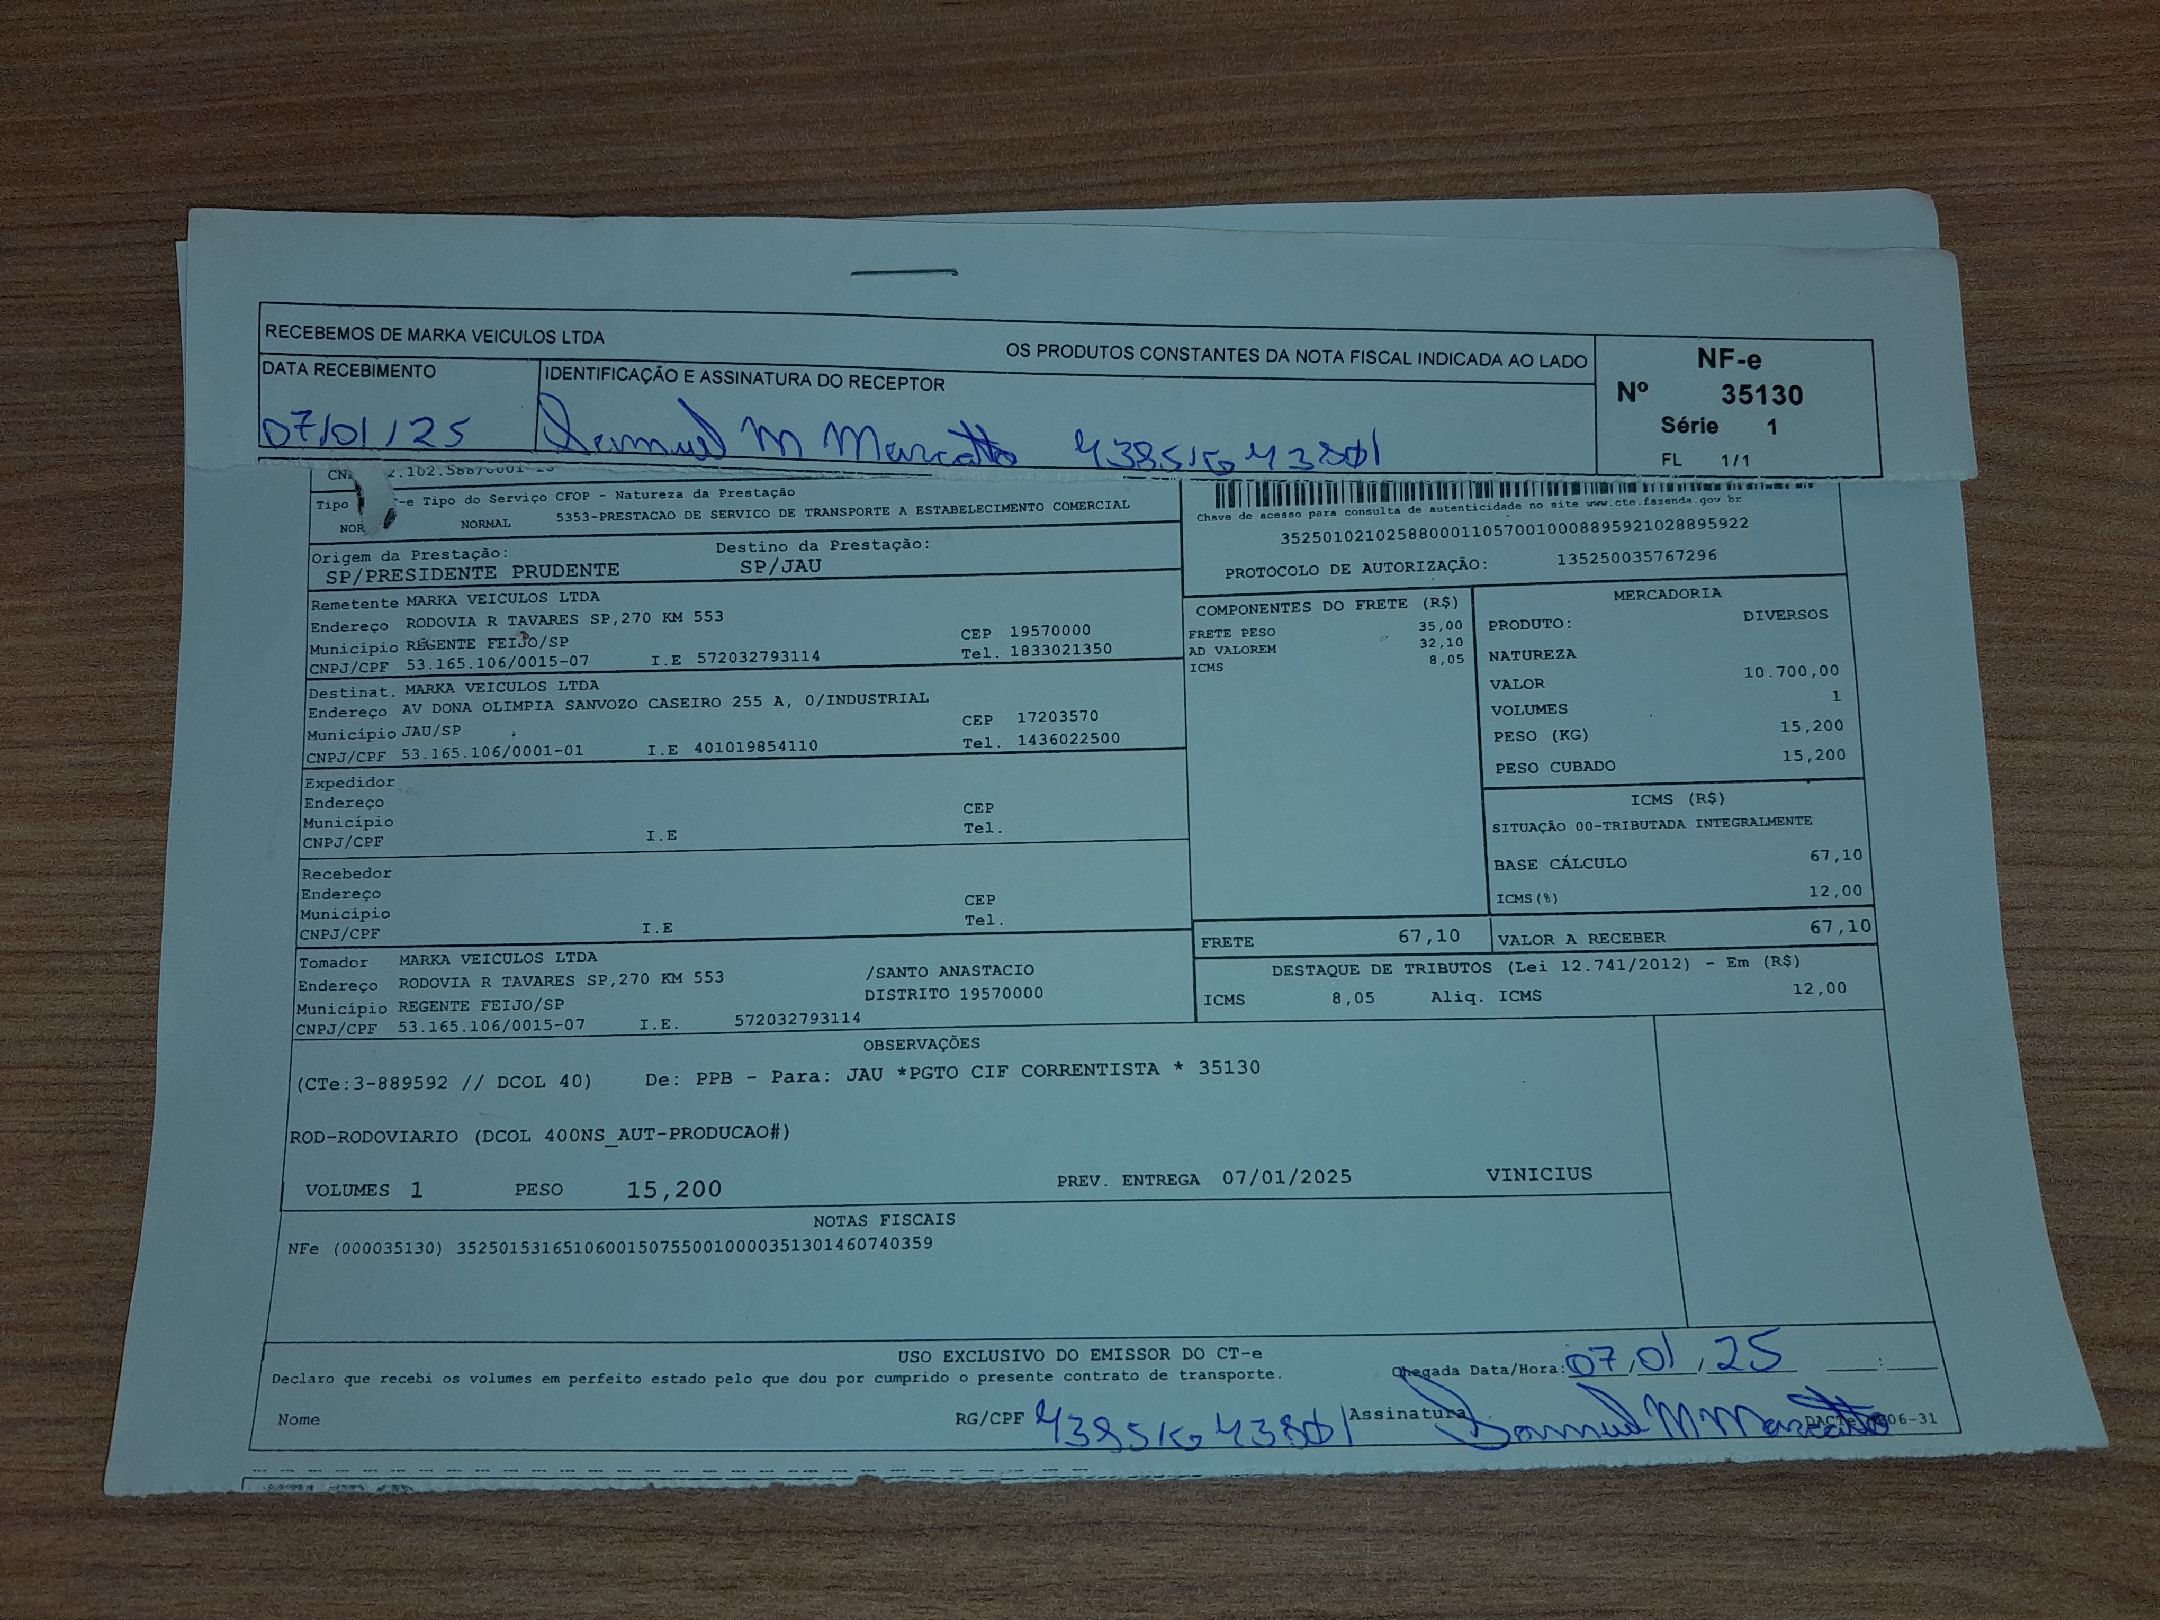 RECEBEMOS DE MARKA VEICULOS LTDA OS PRODUTOS CONSTANTES DA NOTA FISCAL INDICADA AO LADO
NF-e
Nº 35130
Série 1
FL 1/1
DATA RECEBIMENTO IDENTIFICAÇÃO E ASSINATURA DO RECEPTOR
07/01/25 Samuel M Marcatto
Tipo -e Tipo do Serviço CFOP - Natureza da Prestação
NOR NORMAL 5353-PRESTACAO DE SERVICO DE TRANSPORTE A ESTABELECIMENTO COMERCIAL
Chave de acesso para consulta de autenticidade no site www.cte.fazenda.gov.br
35250102102588000110570010008895921028895922
PROTOCOLO DE AUTORIZAÇÃO: 135250035767296
Origem da Prestação: Destino da Prestação:
SP/PRESIDENTE PRUDENTE SP/JAU
Remetente MARKA VEICULOS LTDA
Endereço RODOVIA R TAVARES SP,270 KM 553
Município REGENTE FEIJO/SP CEP 19570000
CNPJ/CPF 53.165.106/0015-07 I.E 572032793114 Tel. 1833021350
Destinat. MARKA VEICULOS LTDA
Endereço AV DONA OLIMPIA SANVOZO CASEIRO 255 A, 0/INDUSTRIAL
Município JAU/SP CEP 17203570
CNPJ/CPF 53.165.106/0001-01 I.E 401019854110 Tel. 1436022500
Expedidor
Endereço
Município CEP
CNPJ/CPF I.E Tel.
Recebedor
Endereço
Município CEP
CNPJ/CPF I.E Tel.
Tomador MARKA VEICULOS LTDA
Endereço RODOVIA R TAVARES SP,270 KM 553 /SANTO ANASTACIO
Município REGENTE FEIJO/SP DISTRITO 19570000
CNPJ/CPF 53.165.106/0015-07 I.E. 572032793114
COMPONENTES DO FRETE (R$)
FRETE PESO 35,00
AD VALOREM 32,10
ICMS 8,05
MERCADORIA
PRODUTO: DIVERSOS
NATUREZA
VALOR 10.700,00
VOLUMES 1
PESO (KG) 15,200
PESO CUBADO 15,200
ICMS (R$)
SITUAÇÃO 00-TRIBUTADA INTEGRALMENTE
BASE CÁLCULO 67,10
ICMS(%) 12,00
FRETE 67,10 VALOR A RECEBER 67,10
DESTAQUE DE TRIBUTOS (Lei 12.741/2012) - Em (R$)
ICMS 8,05 Aliq. ICMS 12,00
OBSERVAÇÕES
(CTe:3-889592 // DCOL 40) De: PPB - Para: JAU *PGTO CIF CORRENTISTA * 35130
ROD-RODOVIARIO (DCOL 400NS_AUT-PRODUCAO#)
VOLUMES 1 PESO 15,200 PREV. ENTREGA 07/01/2025 VINICIUS
NOTAS FISCAIS
NFe (000035130) 35250153165106001507550010000351301460740359
USO EXCLUSIVO DO EMISSOR DO CT-e
Declaro que recebi os volumes em perfeito estado pelo que dou por cumprido o presente contrato de transporte. Chegada Data/Hora: 07/01/25
Nome RG/CPF Assinatura Samuel M Marcatto